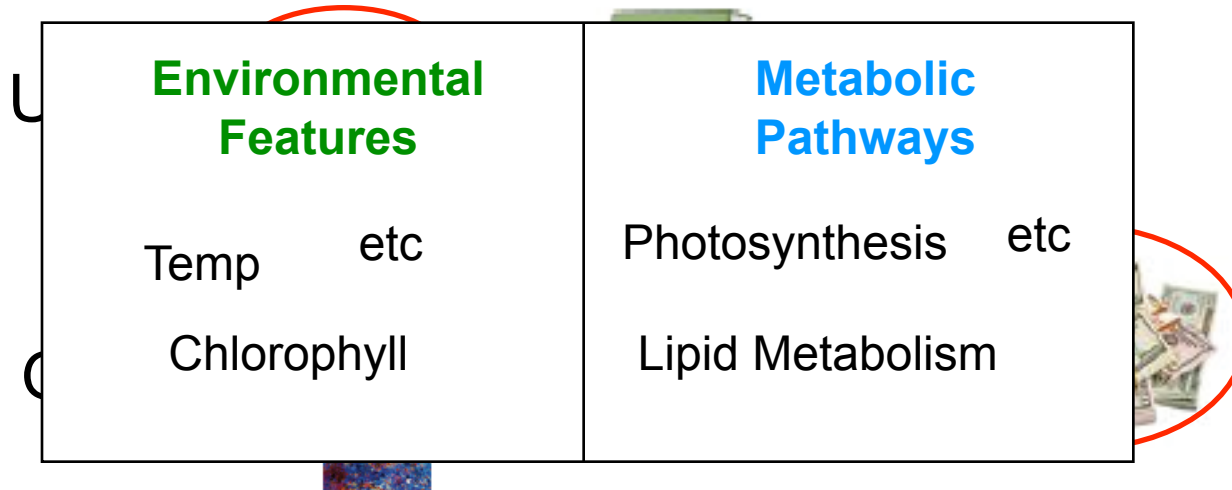 Environmental
Features
Metabolic
Pathways
Temp
etc
Photosynthesis
etc
Chlorophyll
Lipid Metabolism